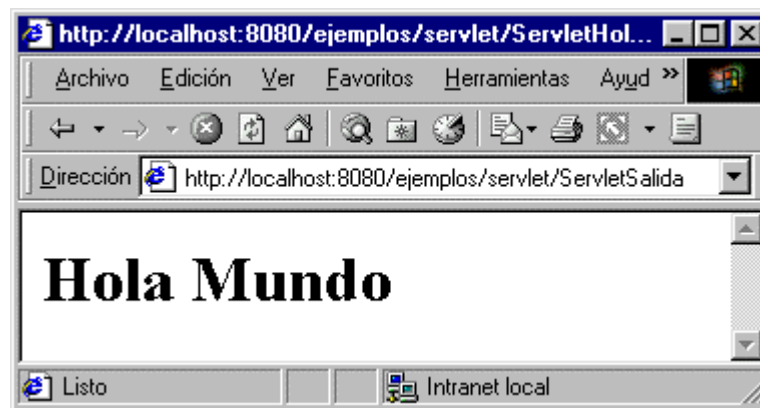 http://localhost:8080/ejemplos/servlet/ServletHol...
Archivo Edición Ver Favoritos Herramientas Ayud »
Dirección http://localhost:8080/ejemplos/servlet/ServletSalida
Hola Mundo
Listo Intranet local